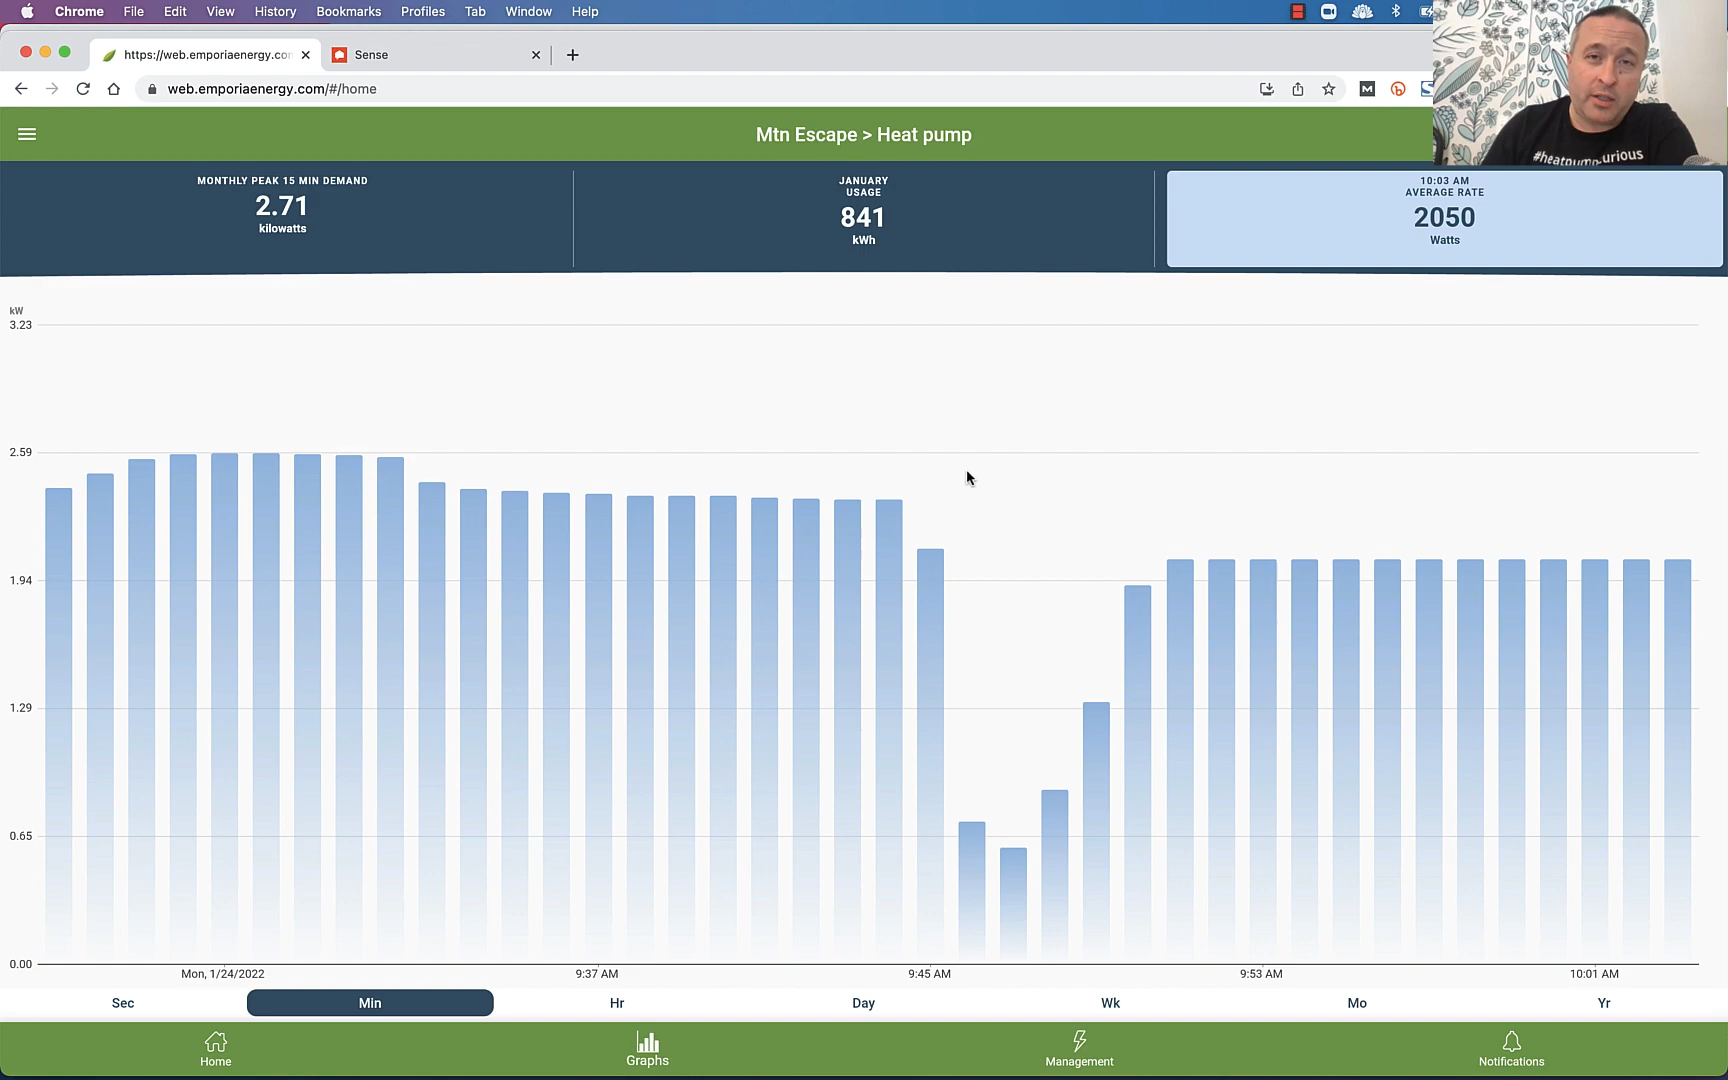 Chrome File Edit View History Bookmarks Profiles Tab Window Help
https://web.emporiaenergy.co
Sense
web.emporiaenergy.com/#/home
Mtn Escape > Heat pump
MONTHLY PEAK 15 MIN DEMAND
2.71
kilowatts
JANUARY
USAGE
841
kWh
10:03 AM
AVERAGE RATE
2050
Watts
kW
3.23
2.59
1.94
1.29
0.65
0.00
Mon, 1/24/2022 9:37 AM 9:45 AM 9:53 AM 10:01 AM
Sec Min Hr Day Wk Mo Yr
Home Graphs Management Notifications